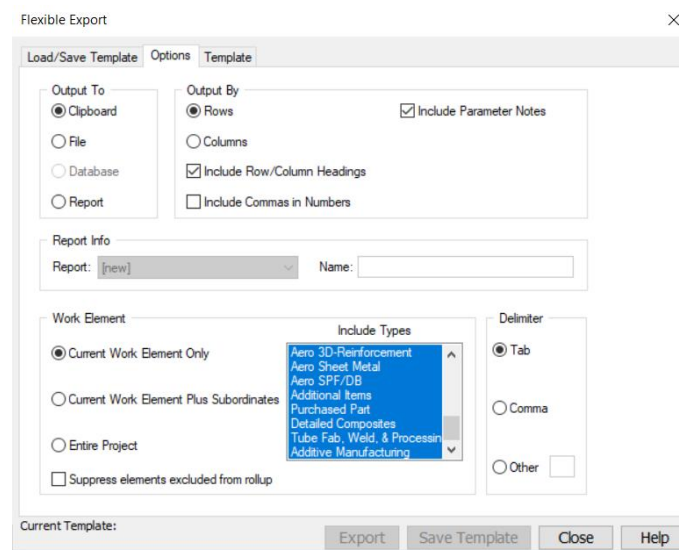 Flexible Export
Load/Save Template Options Template
Output To
Clipboard
File
Database
Report
Output By
Rows
Include Parameter Notes
Columns
Include Row/Column Headings
Include Commas in Numbers
Report Info
Report: [new] Name:
Work Element
Current Work Element Only
Current Work Element Plus Subordinates
Entire Project
Suppress elements excluded from rollup
Include Types
Aero 3D-Reinforcement
Aero Sheet Metal
Aero SPF/DB
Additional Items
Purchased Part
Detailed Composites
Tube Fab, Weld, & Processin
Additive Manufacturing
Delimiter
Tab
Comma
Other
Current Template:
Export Save Template Close Help